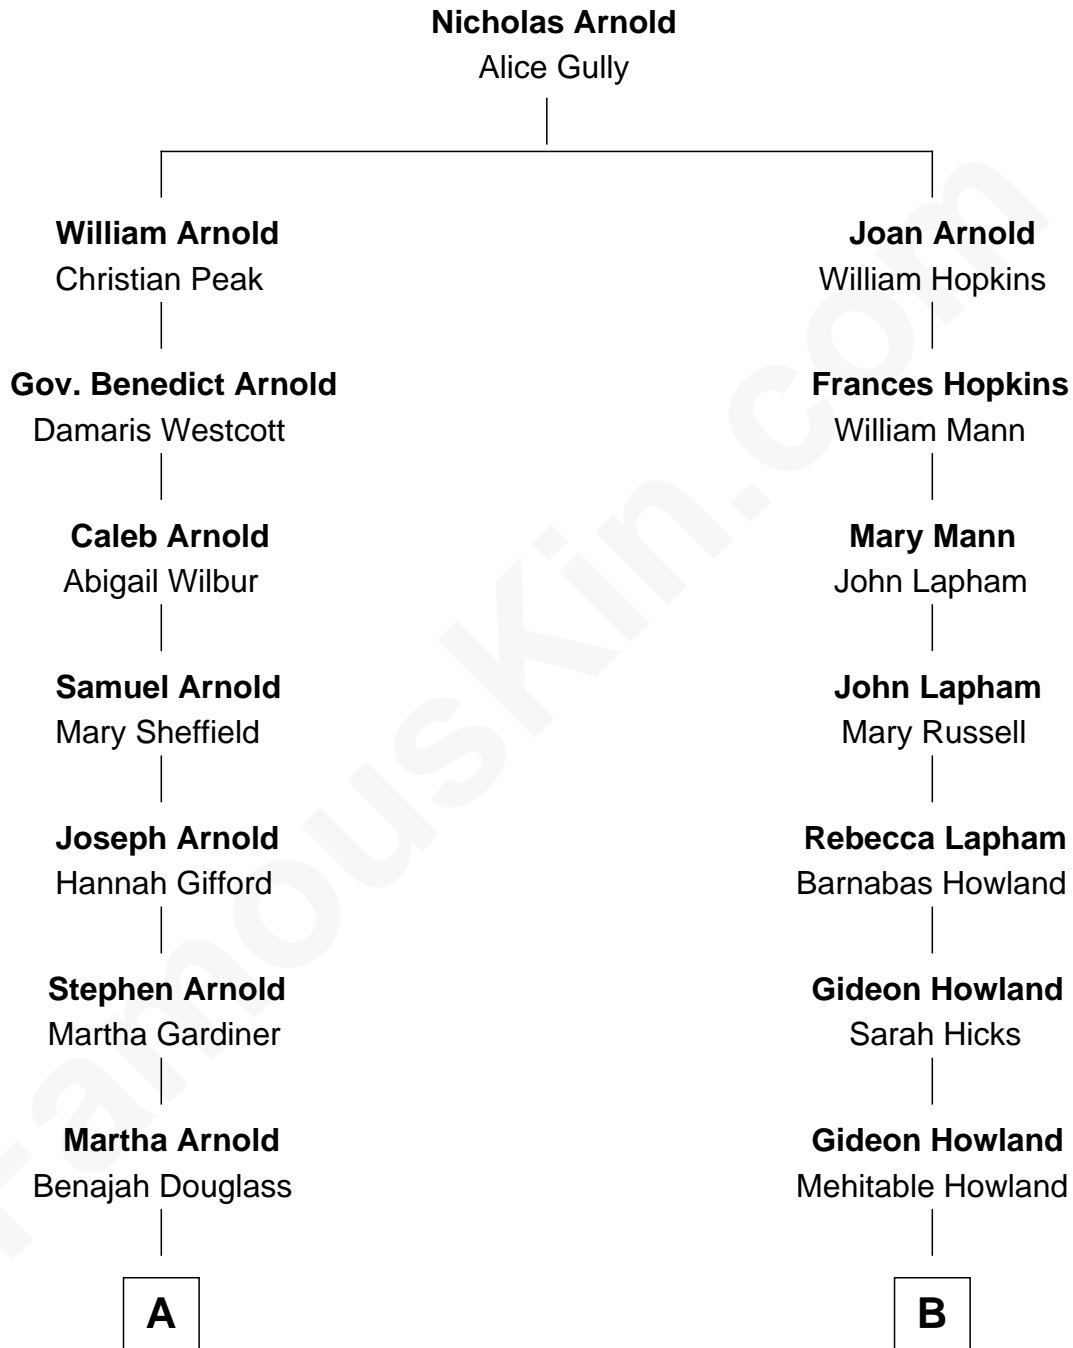 Nicholas Arnold
Alice Gully
William Arnold
Christian Peak
Joan Arnold
William Hopkins
Gov. Benedict Arnold
Damaris Westcott
Frances Hopkins
William Mann
Caleb Arnold
Abigail Wilbur
Mary Mann
John Lapham
Samuel Arnold
Mary Sheffield
John Lapham
Mary Russell
Joseph Arnold
Hannah Gifford
Rebecca Lapham
Barnabas Howland
Stephen Arnold
Martha Gardiner
Gideon Howland
Sarah Hicks
Martha Arnold
Benajah Douglass
Gideon Howland
Mehitable Howland
A
B
FamousKin.com